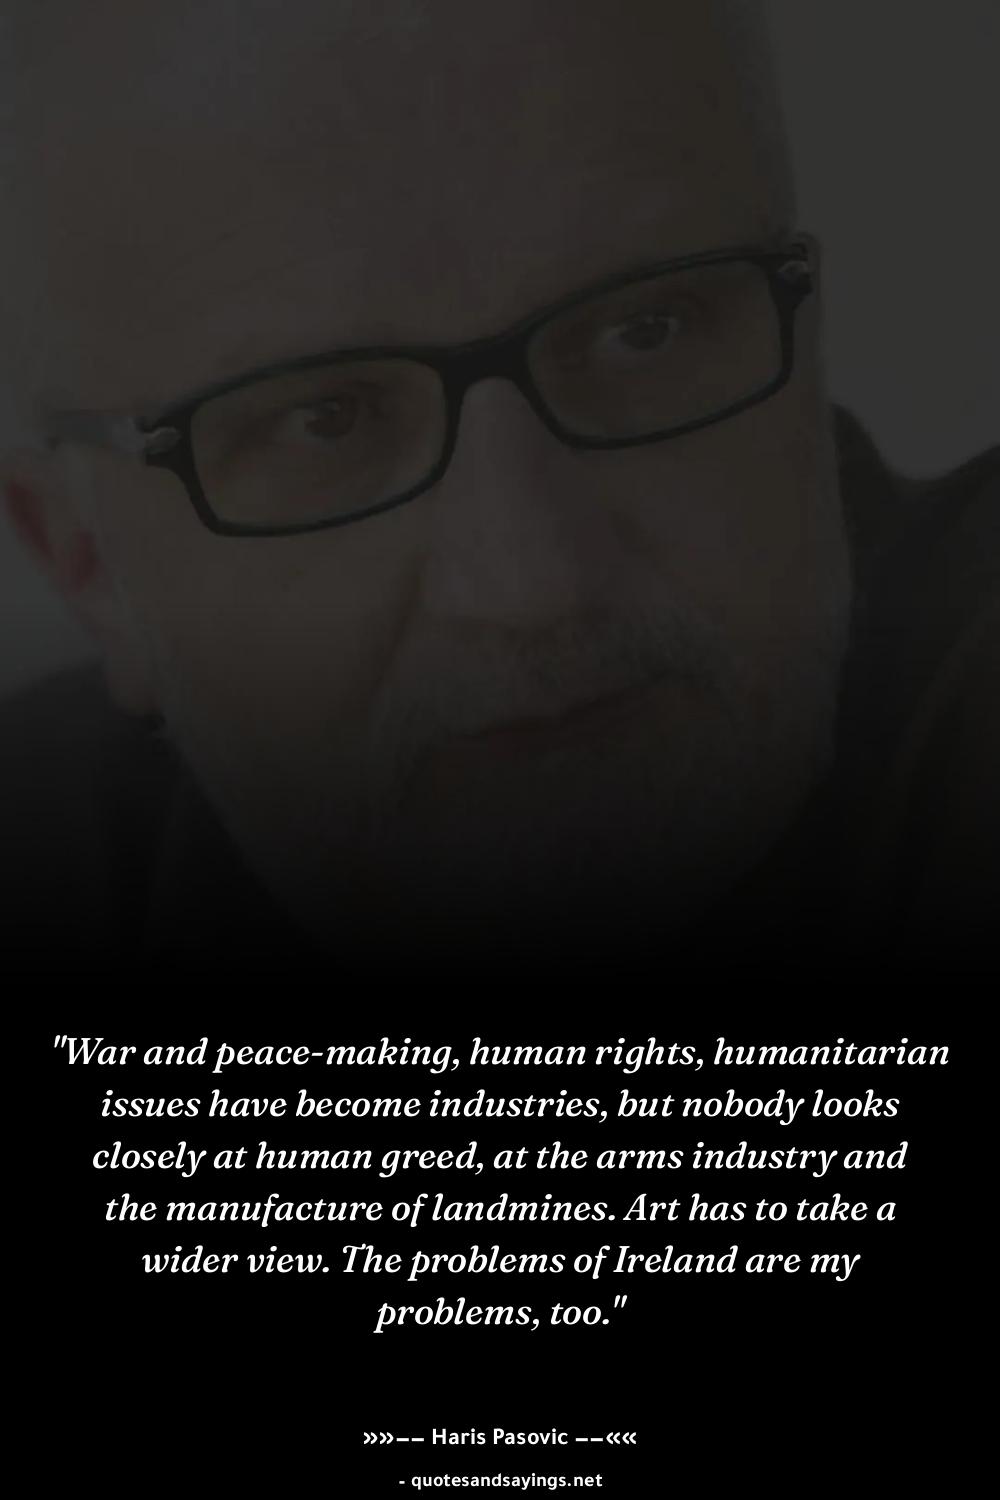 "War and peace-making, human rights, humanitarian
issues have become industries, but nobody looks
closely at human greed, at the arms industry and
the manufacture of landmines. Art has to take a
wider view. The problems of Ireland are my
problems, too."
»»—— Haris Pasovic ——««
- quotesandsayings.net